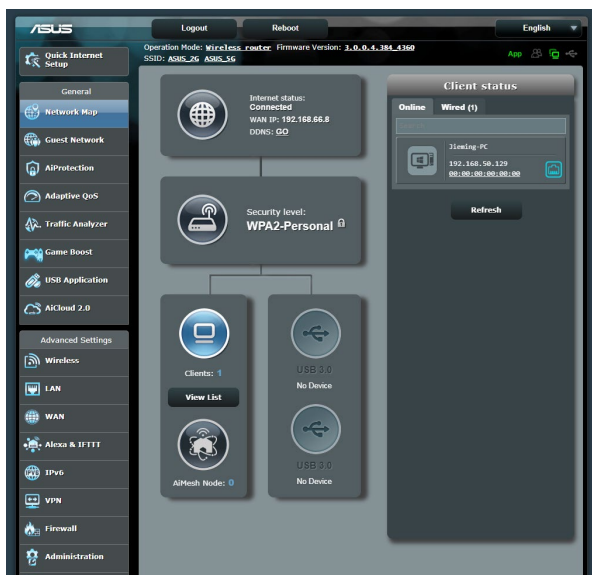 ASUS
Logout
Reboot
English
Quick Internet
Setup
Operation Mode: Wireless router Firmware Version: 3.0.0.4.384_4360
SSID: ASUS_2G ASUS_5G
App
General
Network Map
Guest Network
AiProtection
Adaptive QoS
Traffic Analyzer
Game Boost
USB Application
AiCloud 2.0
Advanced Settings
Wireless
LAN
WAN
Alexa & IFTTT
IPv6
VPN
Firewall
Administration
Internet status:
Connected
WAN IP: 192.168.66.8
DDNS: GO
Security level:
WPA2-Personal
Clients: 1
View List
AiMesh Node: 0
USB 3.0
No Device
USB 3.0
No Device
Client status
Online
Wired (1)
Jieming-PC
192.168.50.129
00:00:00:00:00:00
Refresh